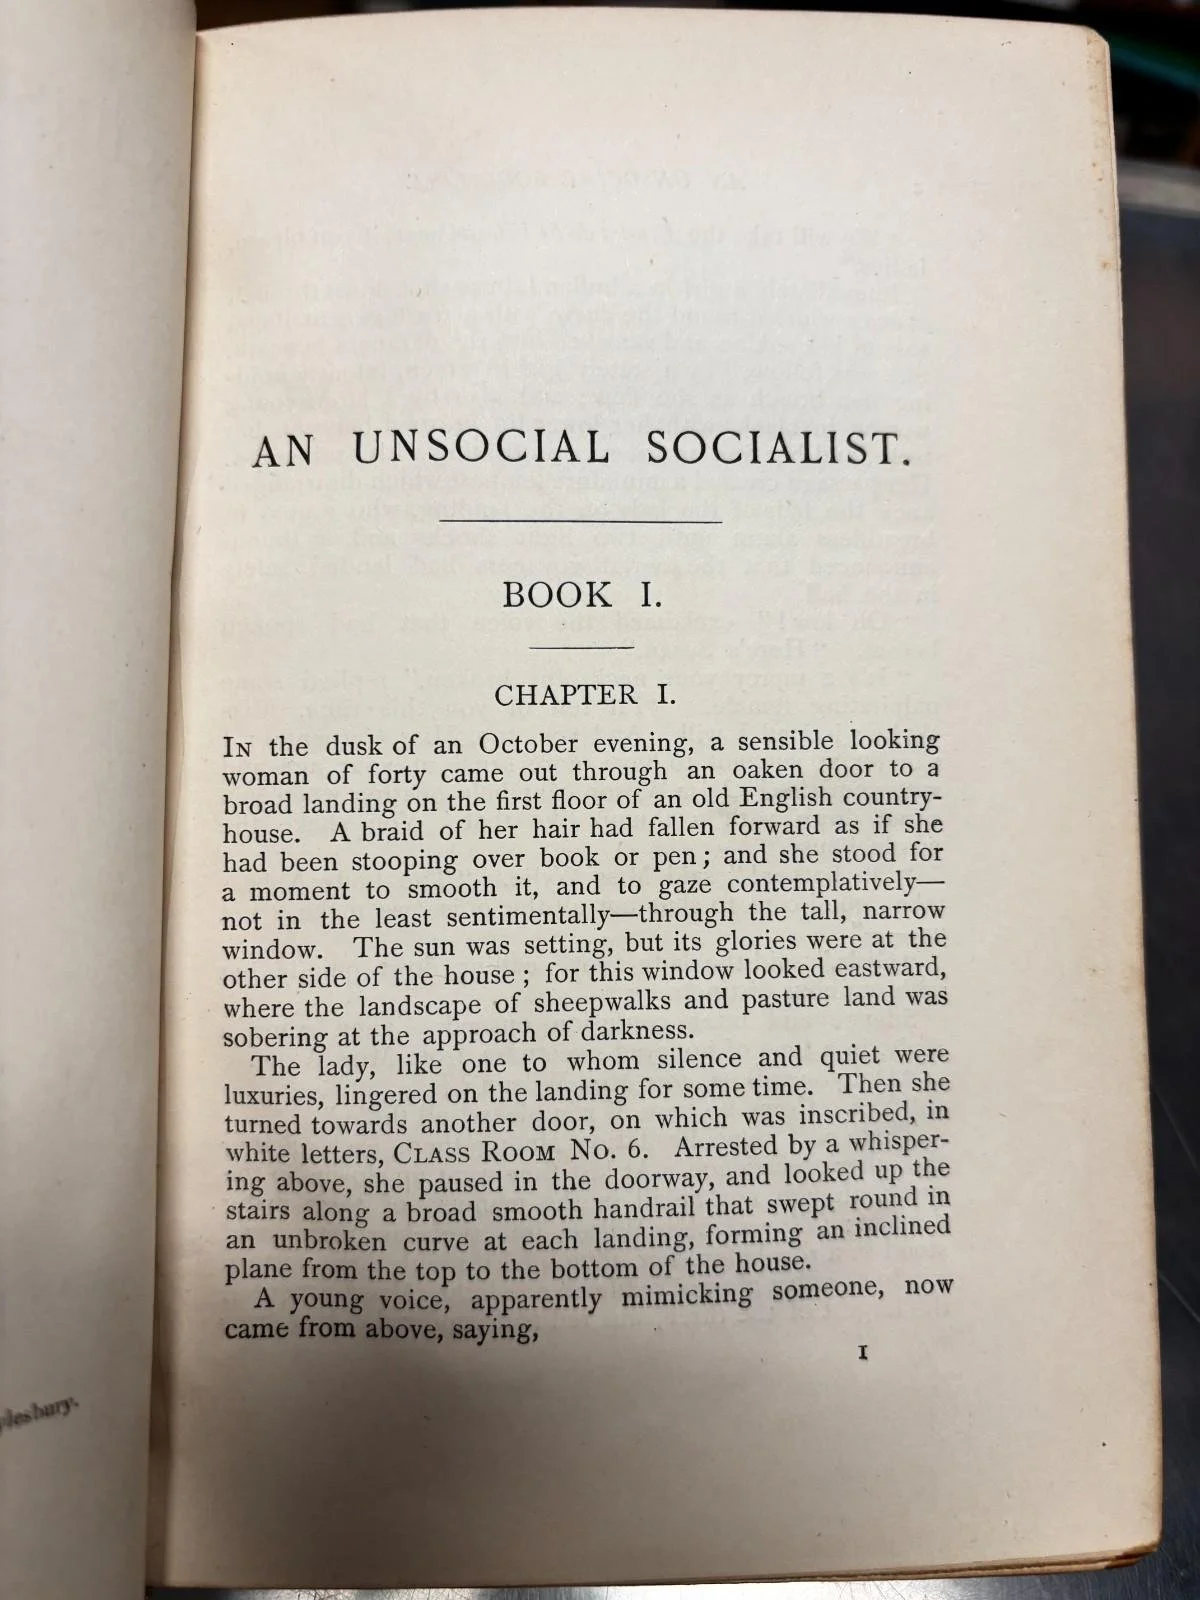 AN UNSOCIAL SOCIALIST.
BOOK I.
CHAPTER I.
IN the dusk of an October evening, a sensible looking
woman of forty came out through an oaken door to a
broad landing on the first floor of an old English country-
house. A braid of her hair had fallen forward as if she
had been stooping over book or pen; and she stood for
a moment to smooth it, and to gaze contemplatively—
not in the least sentimentally—through the tall, narrow
window. The sun was setting, but its glories were at the
other side of the house; for this window looked eastward,
where the landscape of sheepwalks and pasture land was
sobering at the approach of darkness.
The lady, like one to whom silence and quiet were
luxuries, lingered on the landing for some time. Then she
turned towards another door, on which was inscribed, in
white letters, CLASS ROOM NO. 6. Arrested by a whisper-
ing above, she paused in the doorway, and looked up the
stairs along a broad smooth handrail that swept round in
an unbroken curve at each landing, forming an inclined
plane from the top to the bottom of the house.
A young voice, apparently mimicking someone, now
came from above, saying,
1